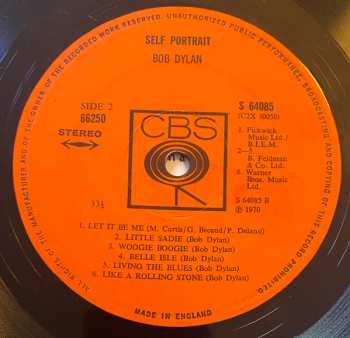 ALL RIGHTS OF THE MANUFACTURER AND OF THE OWNER OF THE RECORDED WORK RESERVED. UNAUTHORISED PUBLIC PERFORMANCE, BROADCASTING, AND COPYING OF THIS RECORD PROHIBITED.
SELF PORTRAIT
BOB DYLAN
SIDE 2
66250
STEREO
33⅓
CBS
S 64085
(C2X 30050)
1. Pickwick
Music Ltd./
B.I.E.M.
2—5
B. Feldman
& Co. Ltd.
6. Warner
Bros. Music
Ltd.
S 64085 B
℗ 1970
1. LET IT BE ME (M. Curtis/G. Becaud/P. Delanoe)
2. LITTLE SADIE (Bob Dylan)
3. WOOGIE BOOGIE (Bob Dylan)
4. BELLE ISLE (Bob Dylan)
5. LIVING THE BLUES (Bob Dylan)
6. LIKE A ROLLING STONE (Bob Dylan)
MADE IN ENGLAND